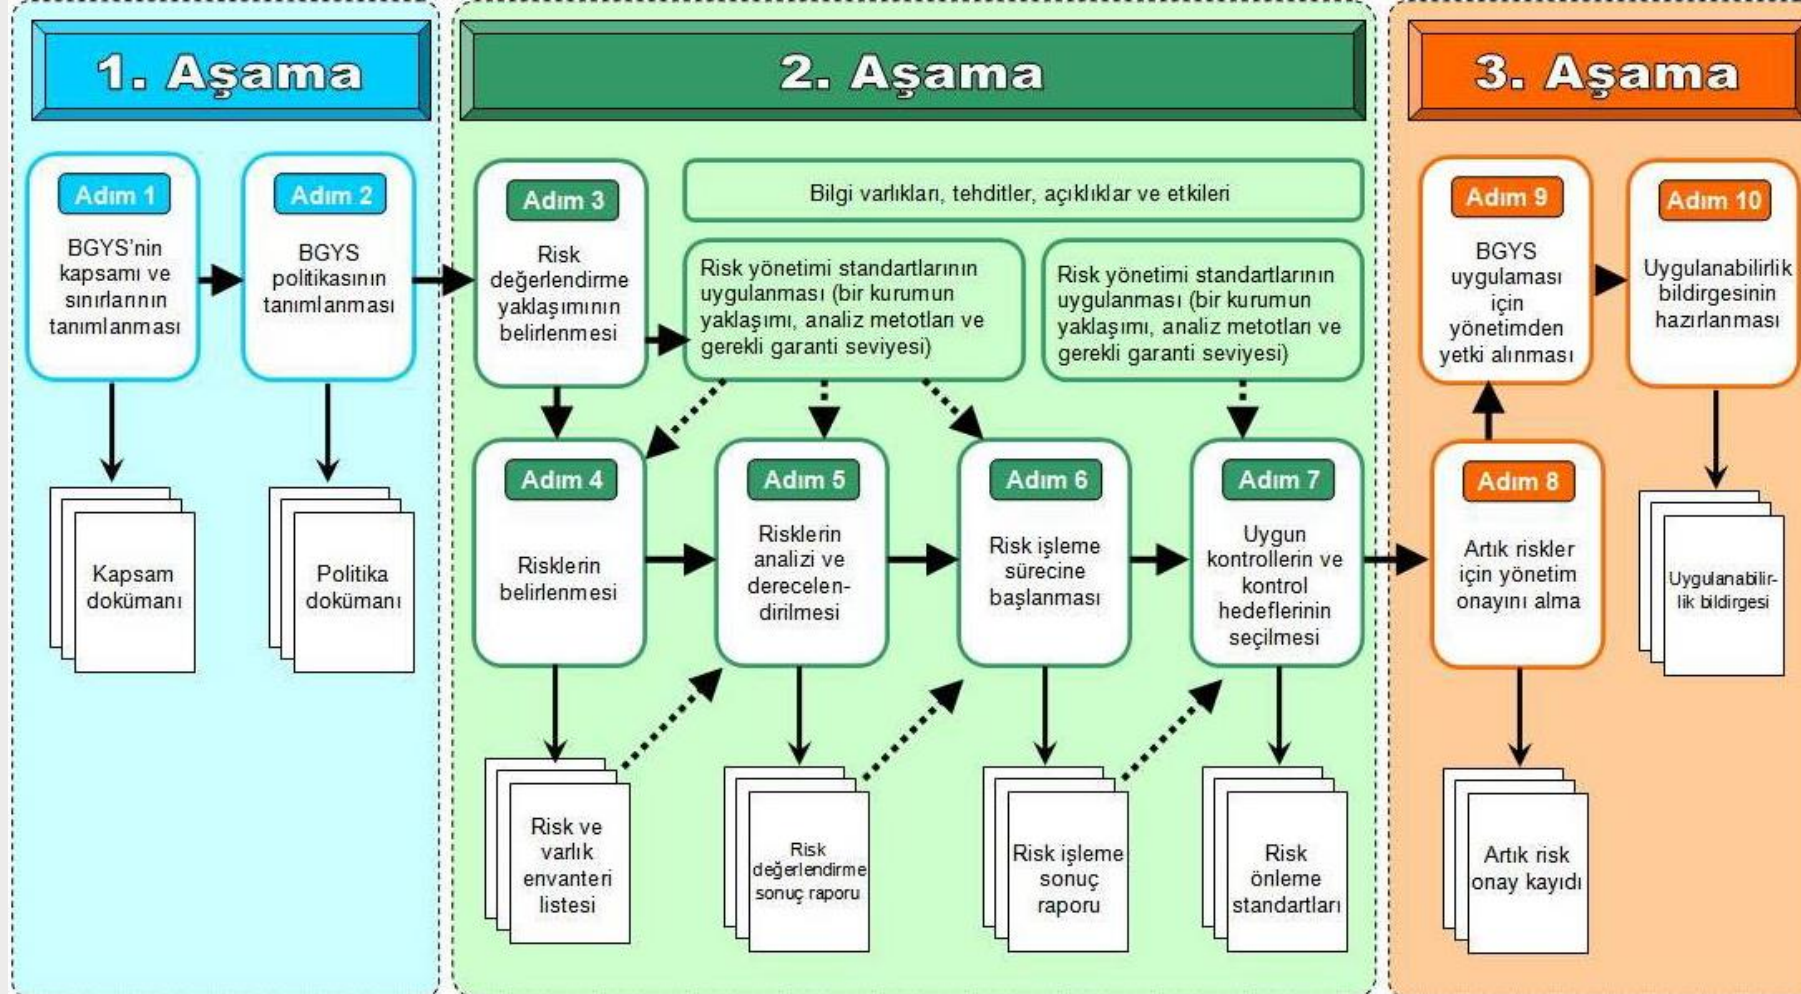 1. Aşama
Adım 1
BGYS'nin
kapsamı ve
sınırlarının
tanımlanması
Adım 2
BGYS
politikasının
tanımlanması
Kapsam
dokümanı
Politika
dokümanı
2. Aşama
Adım 3
Risk
değerlendirme
yaklaşımının
belirlenmesi
Bilgi varlıkları, tehditler, açıklıklar ve etkileri
Risk yönetimi standartlarının
uygulanması (bir kurumun
yaklaşımı, analiz metotları ve
gerekli garanti seviyesi)
Risk yönetimi standartlarının
uygulanması (bir kurumun
yaklaşımı, analiz metotları ve
gerekli garanti seviyesi)
Adım 4
Risklerin
belirlenmesi
Adım 5
Risklerin
analizi ve
derecelen-
dirilmesi
Adım 6
Risk işleme
sürecine
başlanması
Adım 7
Uygun
kontrollerin ve
kontrol
hedeflerinin
seçilmesi
Risk ve
varlık
envanteri
listesi
Risk
değerlendirme
sonuç raporu
Risk işleme
sonuç
raporu
Risk
önleme
standartları
3. Aşama
Adım 9
BGYS
uygulaması
için
yönetimden
yetki alınması
Adım 10
Uygulanabilirlik
bildirgesinin
hazırlanması
Adım 8
Artık riskler
için yönetim
onayını alma
Uygulanabilir-
lik bildirgesi
Artık risk
onay kayıdı